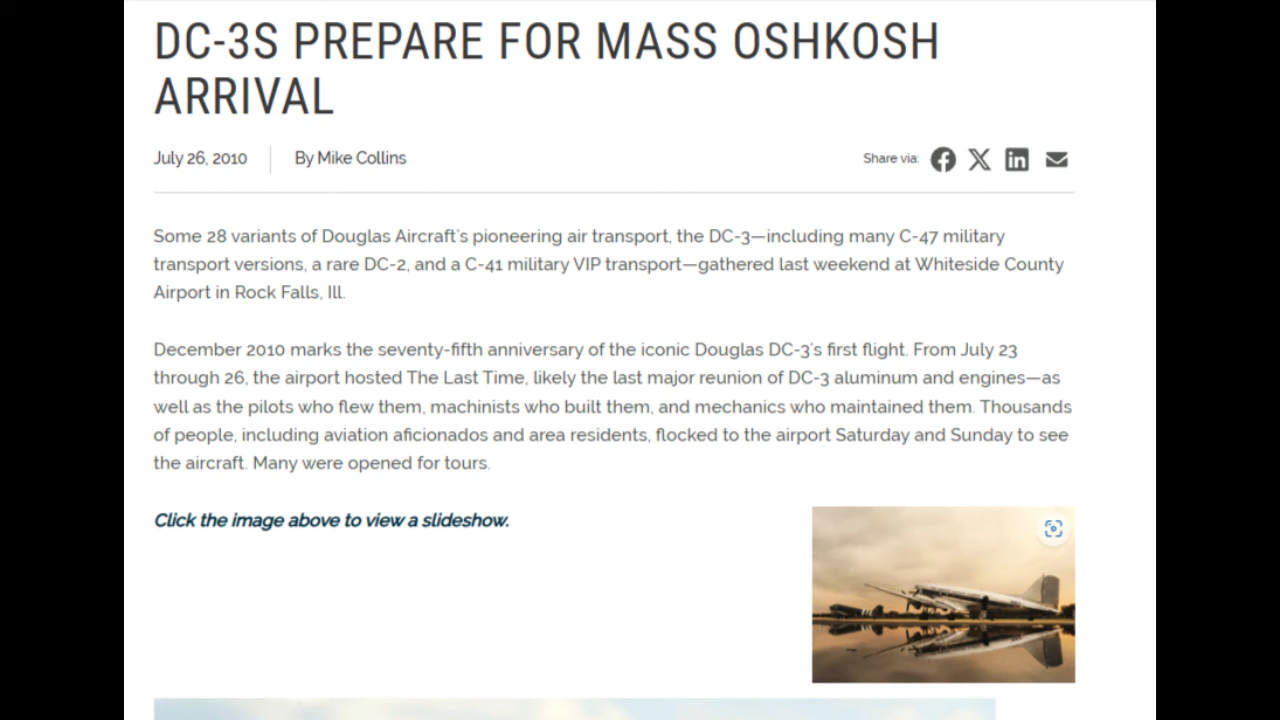 DC-3S PREPARE FOR MASS OSHKOSH
ARRIVAL
July 26, 2010
By Mike Collins
Share via:
Some 28 variants of Douglas Aircraft's pioneering air transport, the DC-3—including many C-47 military
transport versions, a rare DC-2, and a C-41 military VIP transport—gathered last weekend at Whiteside County
Airport in Rock Falls, Ill.
December 2010 marks the seventy-fifth anniversary of the iconic Douglas DC-3's first flight. From July 23
through 26, the airport hosted The Last Time, likely the last major reunion of DC-3 aluminum and engines—as
well as the pilots who flew them, machinists who built them, and mechanics who maintained them. Thousands
of people, including aviation aficionados and area residents, flocked to the airport Saturday and Sunday to see
the aircraft. Many were opened for tours.
Click the image above to view a slideshow.